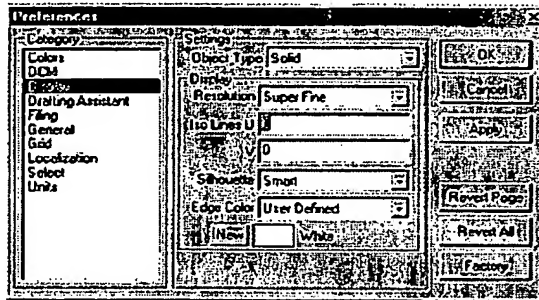 Preferences
Category
Colors
DCM
Display
Drafting Assistant
Filing
General
Grid
Localization
Select
Units
Settings
Object Type Solid
Display
Resolution Super Fine
Iso Lines U
V 0
Silhouette Smart
Edge Color User Defined
New White
OK
Cancel
Apply
Revert Page
Revert All
Factory